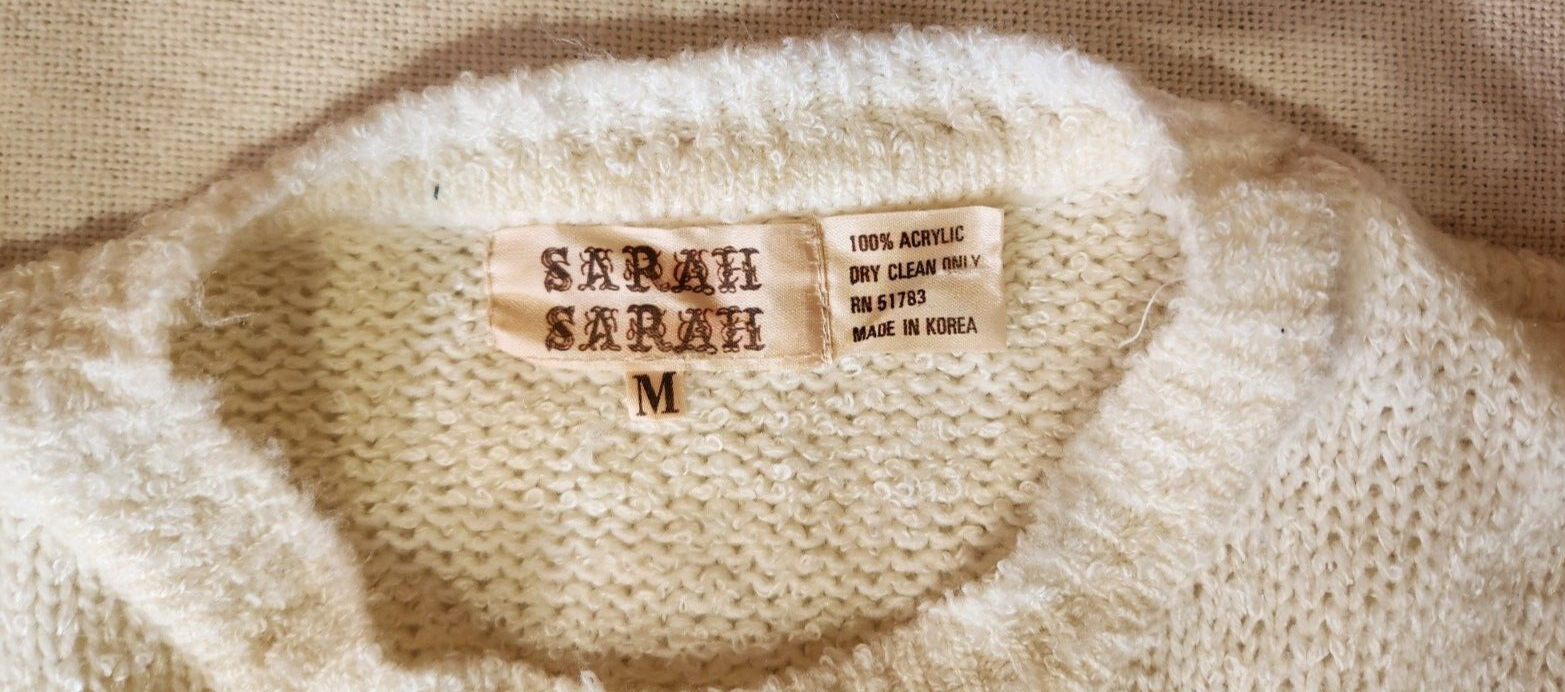 SARAH
SARAH
M
100% ACRYLIC
DRY CLEAN ONLY
RN 51783
MADE IN KOREA